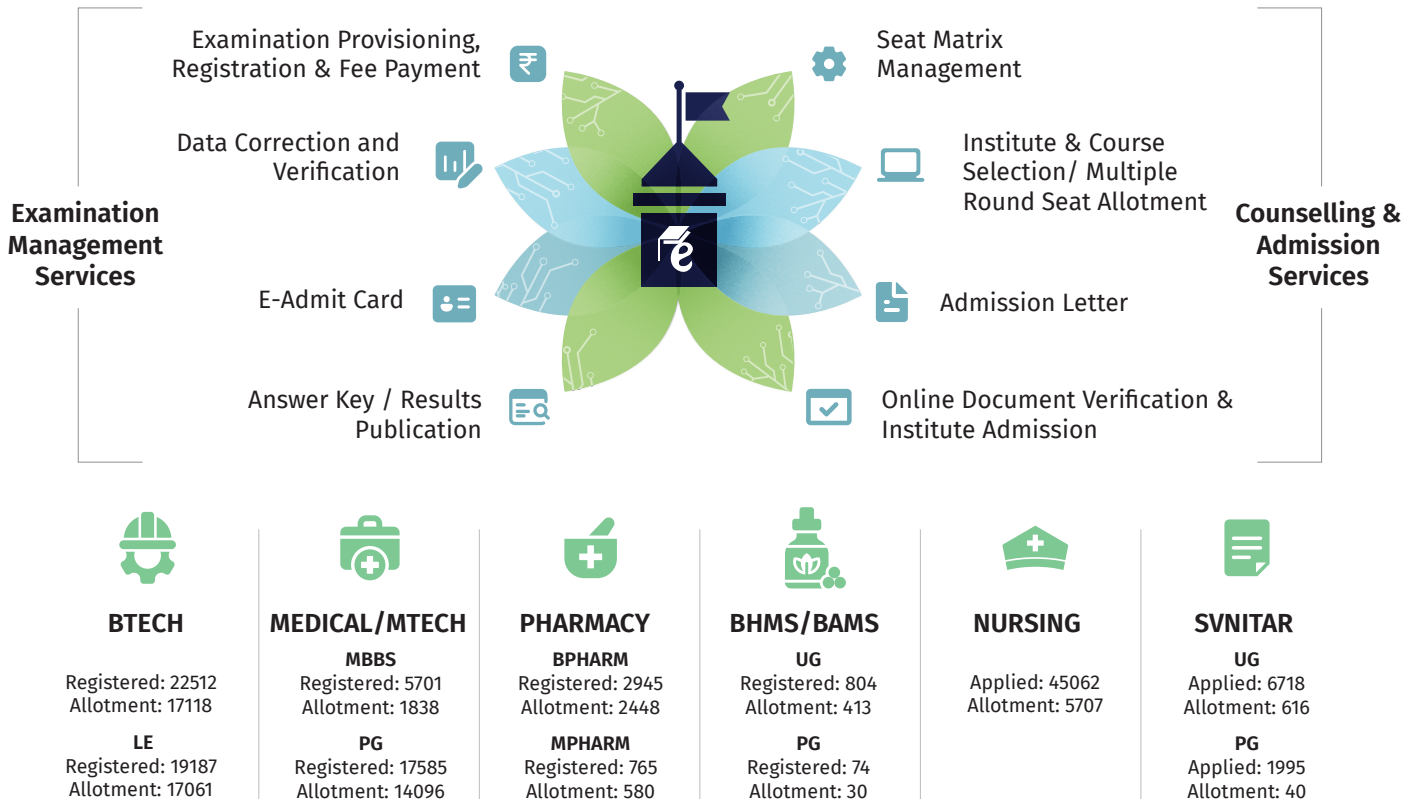 Examination Provisioning,
Registration & Fee Payment
Data Correction and
Verification
E-Admit Card
Answer Key / Results
Publication
Examination
Management
Services
₹
e
Seat Matrix
Management
Institute & Course
Selection/ Multiple
Round Seat Allotment
Admission Letter
Online Document Verification &
Institute Admission
Counselling &
Admission
Services
BTECH
Registered: 22512
Allotment: 17118
LE
Registered: 19187
Allotment: 17061
MEDICAL/MTECH
MBBS
Registered: 5701
Allotment: 1838
PG
Registered: 17585
Allotment: 14096
PHARMACY
BPHARM
Registered: 2945
Allotment: 2448
MPHARM
Registered: 765
Allotment: 580
BHMS/BAMS
UG
Registered: 804
Allotment: 413
PG
Registered: 74
Allotment: 30
NURSING
Applied: 45062
Allotment: 5707
SVNITAR
UG
Applied: 6718
Allotment: 616
PG
Applied: 1995
Allotment: 40